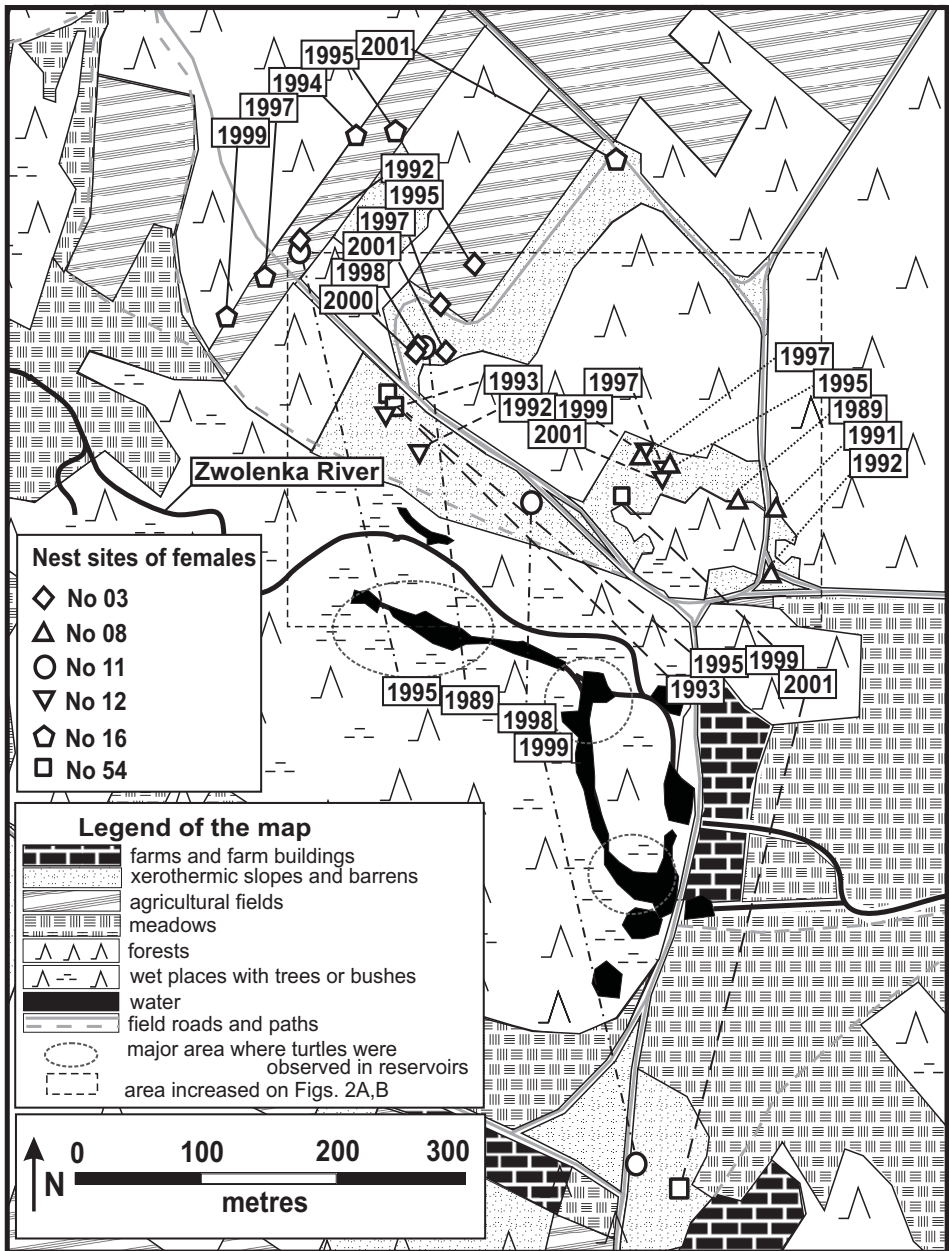 1995 2001
1994
1997
1999
1992
1995
1997
2001
1998
2000
1993 1997
1992 1999
2001
1997
1995
1989
1991
1992
Zwolenka River
Nest sites of females
No 03
No 08
No 11
No 12
No 16
No 54
1995 1989
1998
1999
1995 1999
1993 2001
Legend of the map
farms and farm buildings
xerothermic slopes and barrens
agricultural fields
meadows
forests
wet places with trees or bushes
water
field roads and paths
major area where turtles were
observed in reservoirs
area increased on Figs. 2A,B
0 100 200 300
N
metres